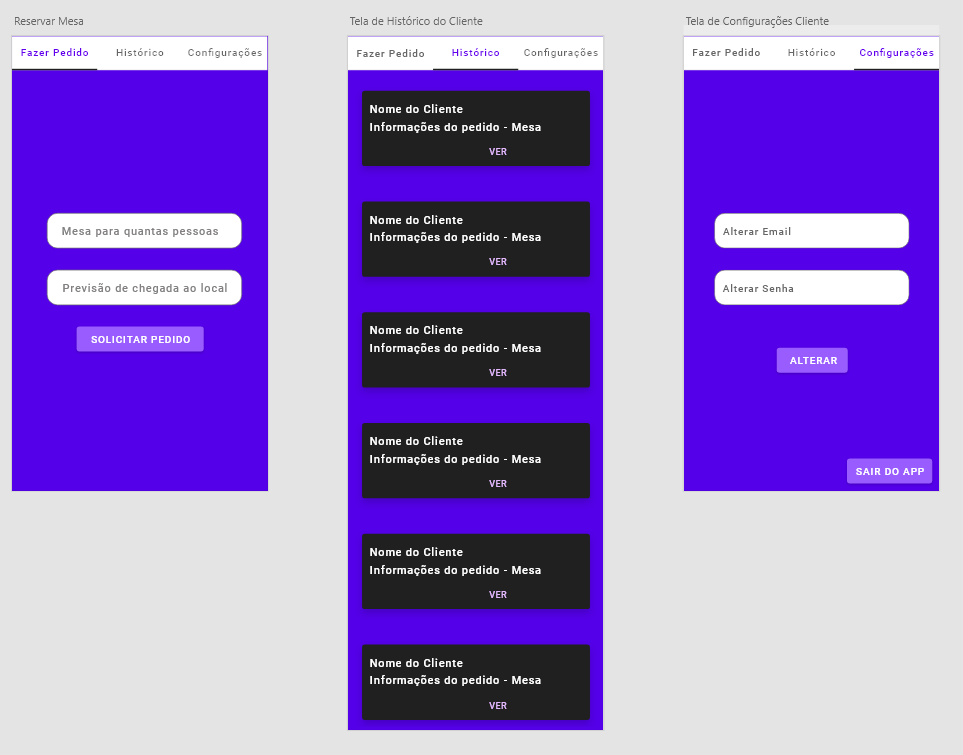 Reservar Mesa
Fazer Pedido Histórico Configurações
Mesa para quantas pessoas
Previsão de chegada ao local
SOLICITAR PEDIDO
Tela de Histórico do Cliente
Fazer Pedido Histórico Configurações
Nome do Cliente
Informações do pedido - Mesa
VER
Nome do Cliente
Informações do pedido - Mesa
VER
Nome do Cliente
Informações do pedido - Mesa
VER
Nome do Cliente
Informações do pedido - Mesa
VER
Nome do Cliente
Informações do pedido - Mesa
VER
Nome do Cliente
Informações do pedido - Mesa
VER
Tela de Configurações Cliente
Fazer Pedido Histórico Configurações
Alterar Email
Alterar Senha
ALTERAR
SAIR DO APP